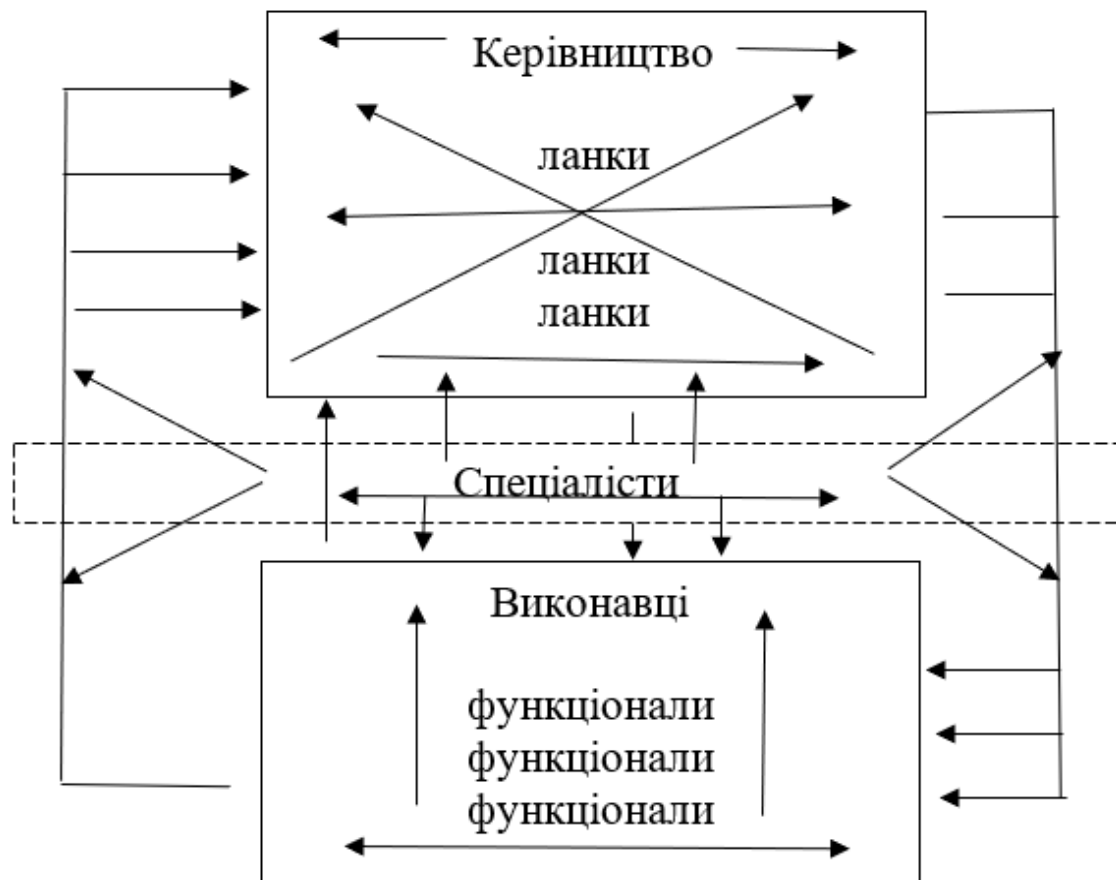 Керівництво
ланки
ланки
ланки
Спеціалісти
Виконавці
функціонали
функціонали
функціонали